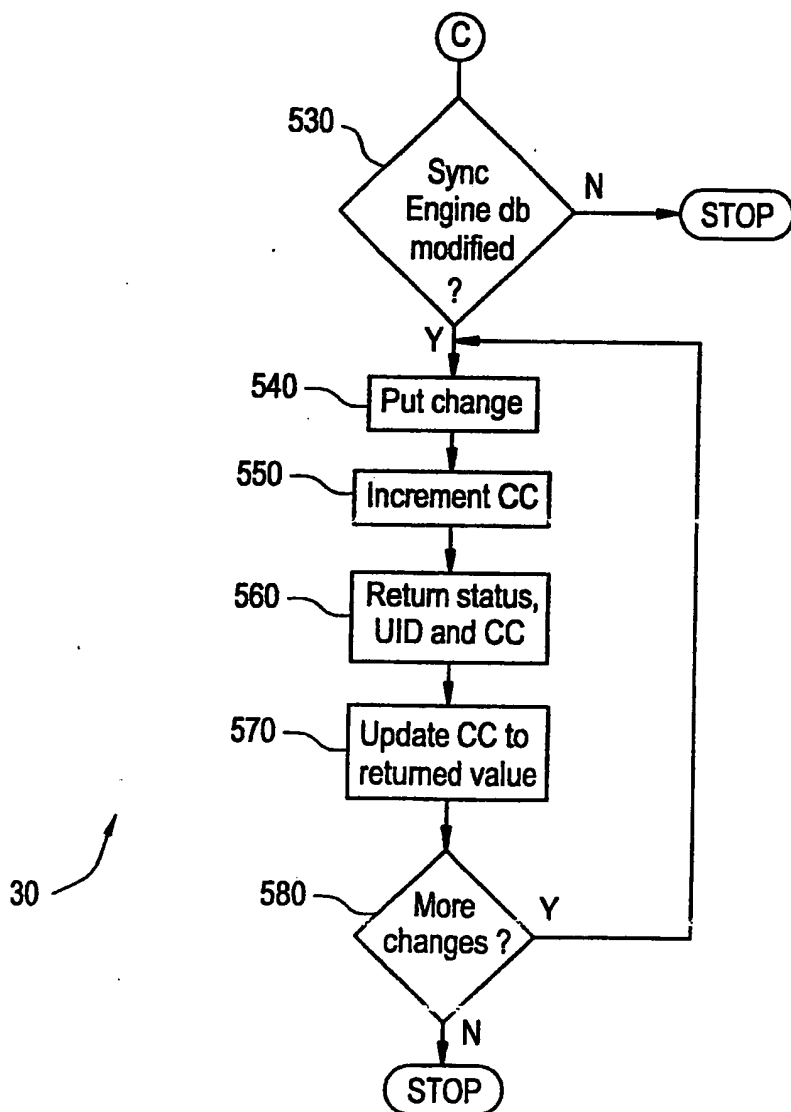 C
530
Sync
Engine db
modified
?
N
STOP
Y
540
Put change
550
Increment CC
560
Return status,
UID and CC
570
Update CC to
returned value
30
580
More
changes ?
Y
N
STOP